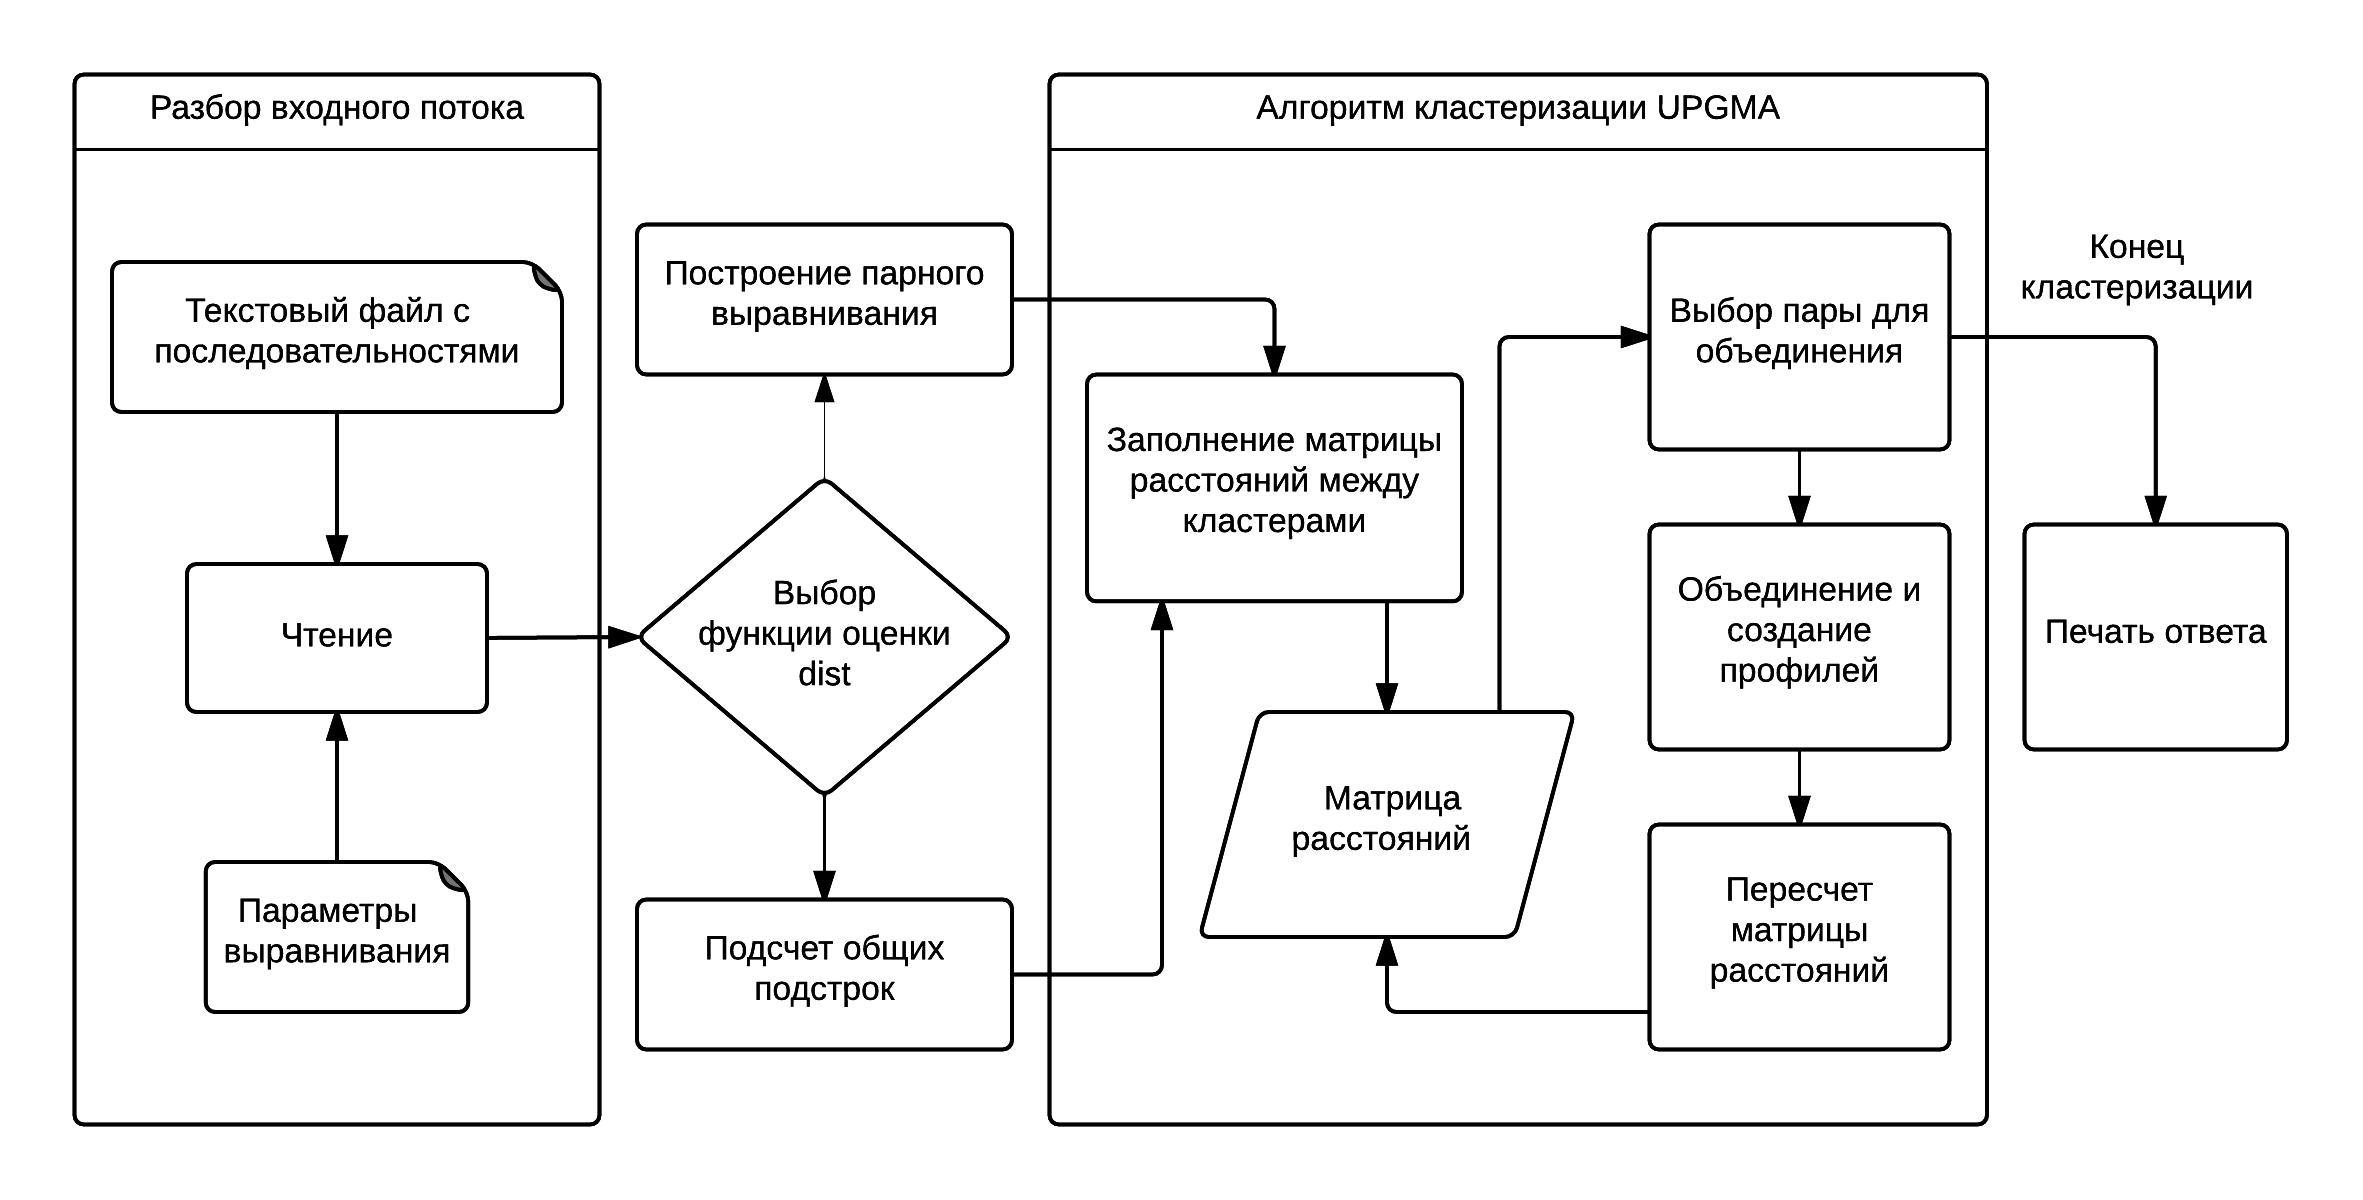 Разбор входного потока
Текстовый файл с
последовательностями
Чтение
Параметры
выравнивания
Построение парного
выравнивания
Выбор
функции оценки
dist
Подсчет общих
подстрок
Алгоритм кластеризации UPGMA
Заполнение матрицы
расстояний между
кластерами
Матрица
расстояний
Выбор пары для
объединения
Объединение и
создание
профилей
Пересчет
матрицы
расстояний
Конец
кластеризации
Печать ответа